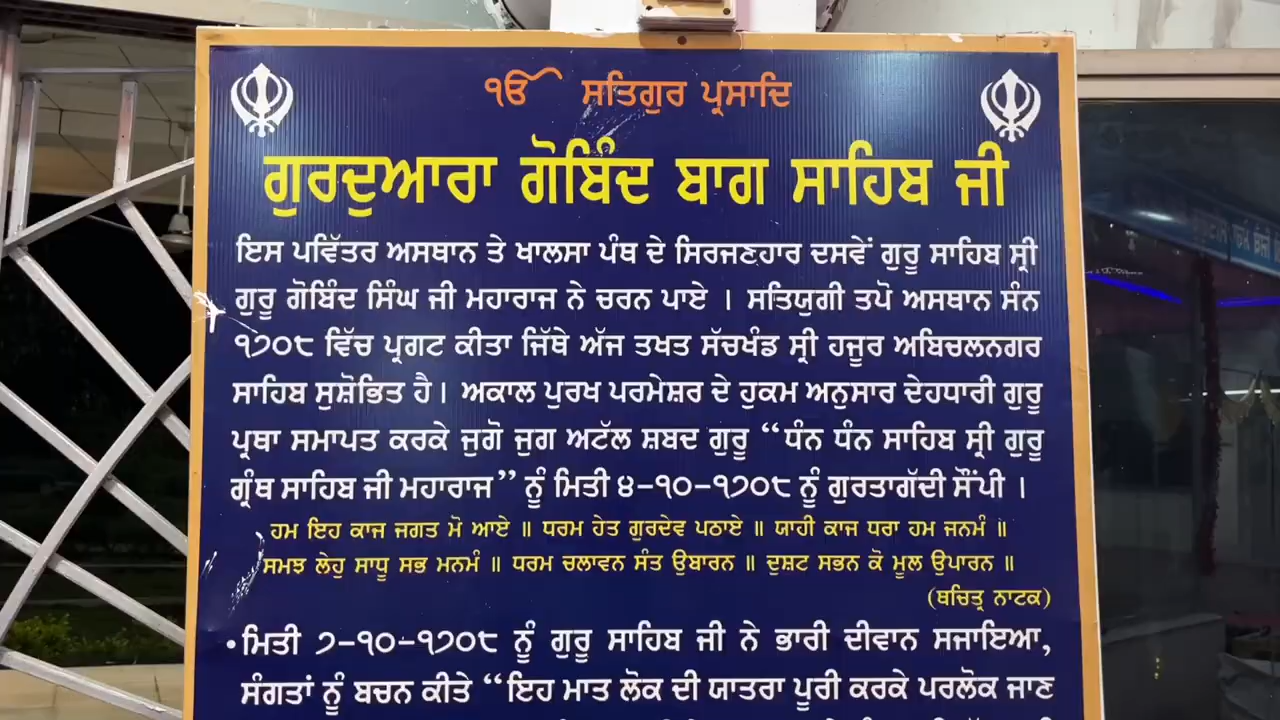 ੴ ਸਤਿਗੁਰ ਪ੍ਰਸਾਦਿ
ਗੁਰਦੁਆਰਾ ਗੋਬਿੰਦ ਬਾਗ ਸਾਹਿਬ ਜੀ
ਇਸ ਪਵਿੱਤਰ ਅਸਥਾਨ ਤੇ ਖਾਲਸਾ ਪੰਥ ਦੇ ਸਿਰਜਣਹਾਰ ਦਸਵੇਂ ਗੁਰੂ ਸਾਹਿਬ ਸ੍ਰੀ
ਗੁਰੂ ਗੋਬਿੰਦ ਸਿੰਘ ਜੀ ਮਹਾਰਾਜ ਨੇ ਚਰਨ ਪਾਏ । ਸਤਿਯੁਗੀ ਤਪੋ ਅਸਥਾਨ ਸੰਨ
੧੭੦੮ ਵਿੱਚ ਪ੍ਰਗਟ ਕੀਤਾ ਜਿੱਥੇ ਅੱਜ ਤਖਤ ਸੱਚਖੰਡ ਸ੍ਰੀ ਹਜੂਰ ਅਬਿਚਲਨਗਰ
ਸਾਹਿਬ ਸੁਸ਼ੋਭਿਤ ਹੈ। ਅਕਾਲ ਪੁਰਖ ਪਰਮੇਸ਼ਰ ਦੇ ਹੁਕਮ ਅਨੁਸਾਰ ਦੇਹਧਾਰੀ ਗੁਰੂ
ਪ੍ਰਥਾ ਸਮਾਪਤ ਕਰਕੇ ਜੁਗੋ ਜੁਗ ਅਟੱਲ ਸ਼ਬਦ ਗੁਰੂ “ਧੰਨ ਧੰਨ ਸਾਹਿਬ ਸ੍ਰੀ ਗੁਰੂ
ਗ੍ਰੰਥ ਸਾਹਿਬ ਜੀ ਮਹਾਰਾਜ” ਨੂੰ ਮਿਤੀ ੪-੧੦-੧੭੦੮ ਨੂੰ ਗੁਰਤਾਗੱਦੀ ਸੌਂਪੀ ।
ਹਮ ਇਹ ਕਾਜ ਜਗਤ ਮੋ ਆਏ ॥ ਧਰਮ ਹੇਤ ਗੁਰਦੇਵ ਪਠਾਏ ॥ ਯਾਹੀ ਕਾਜ ਧਰਾ ਹਮ ਜਨਮੰ ॥
ਸਮਝ ਲੇਹੁ ਸਾਧੂ ਸਭ ਮਨਮੰ ॥ ਧਰਮ ਚਲਾਵਨ ਸੰਤ ਉਬਾਰਨ ॥ ਦੁਸ਼ਟ ਸਭਨ ਕੋ ਮੂਲ ਉਪਾਰਨ ॥
(ਥਚਿਤ੍ਰ ਨਾਟਕ)
•ਮਿਤੀ ੭-੧੦-੧੭੦੮ ਨੂੰ ਗੁਰੂ ਸਾਹਿਬ ਜੀ ਨੇ ਭਾਰੀ ਦੀਵਾਨ ਸਜਾਇਆ,
ਸੰਗਤਾਂ ਨੂੰ ਬਚਨ ਕੀਤੇ “ਇਹ ਮਾਤ ਲੋਕ ਦੀ ਯਾਤਰਾ ਪੂਰੀ ਕਰਕੇ ਪਰਲੋਕ ਜਾਣ